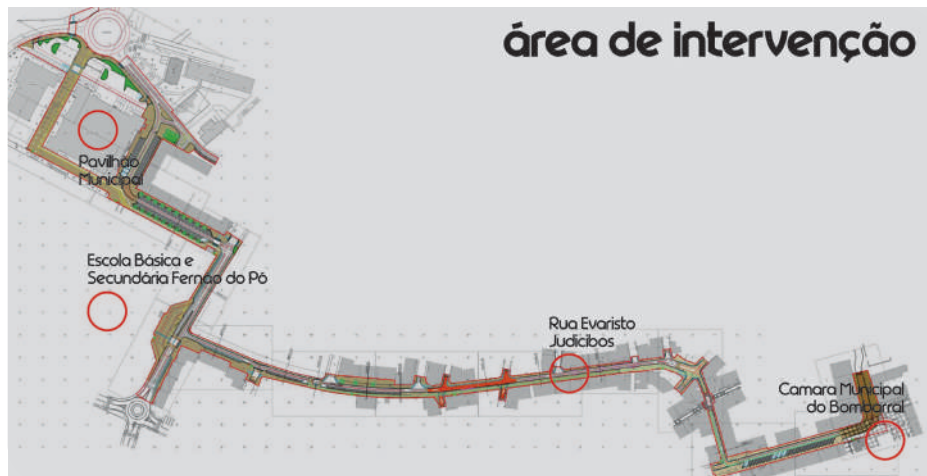 área de intervenção
Pavilhão
Municipal
Escola Básica e
Secundária Fernão do Pó
Rua Evaristo
Judicibos
Camara Municipal
do Bombarral